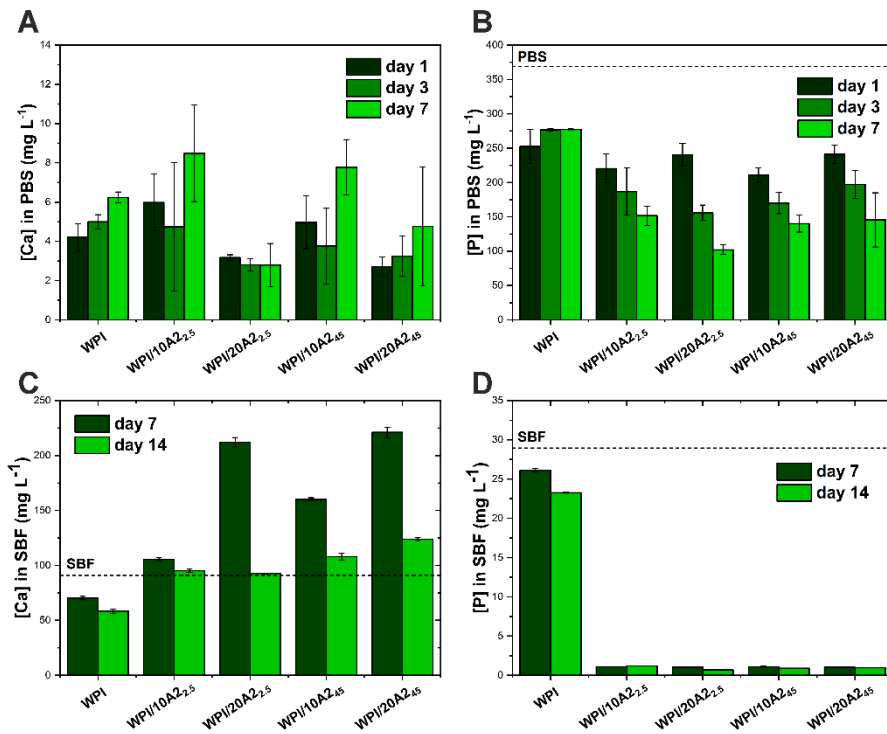 A
[Ca] in PBS (mg L⁻¹)
14
12
10
8
6
4
2
0
day 1
day 3
day 7
WPI
WPI/10A2₂.₅
WPI/20A2₂.₅
WPI/10A2₄₅
WPI/20A2₄₅
B
[P] in PBS (mg L⁻¹)
400
375
350
325
300
250
200
150
100
50
0
PBS
day 1
day 3
day 7
WPI
WPI/10A2₂.₅
WPI/20A2₂.₅
WPI/10A2₄₅
WPI/20A2₄₅
C
[Ca] in SBF (mg L⁻¹)
250
200
150
100
50
0
day 7
day 14
SBF
WPI
WPI/10A2₂.₅
WPI/20A2₂.₅
WPI/10A2₄₅
WPI/20A2₄₅
D
[P] in SBF (mg L⁻¹)
35
30
25
20
15
10
5
0
SBF
day 7
day 14
WPI
WPI/10A2₂.₅
WPI/20A2₂.₅
WPI/10A2₄₅
WPI/20A2₄₅